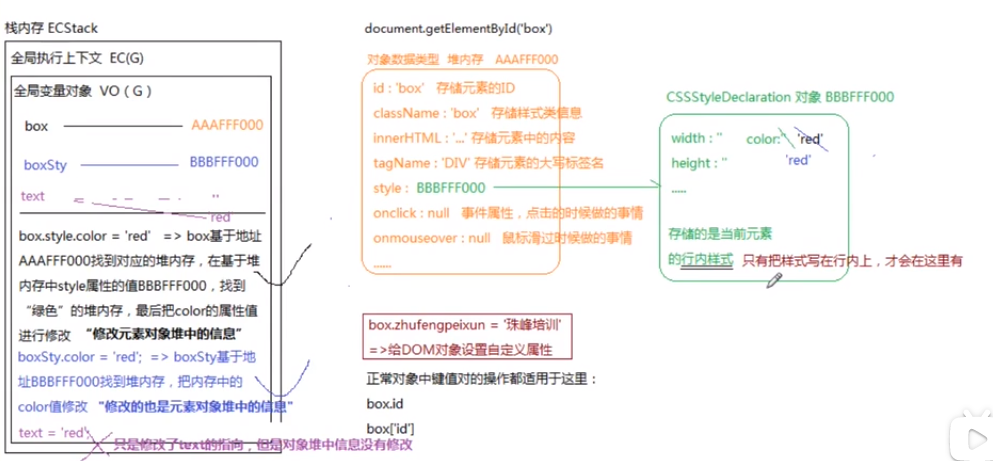 栈内存 ECStack
全局执行上下文 EC(G)
全局变量对象 VO（G）
box AAAFFF000
boxSty BBBFFF000
text
red
box.style.color = 'red' => box基于地址
AAAFFF000找到对应的堆内存，在基于堆
内存中style属性的值BBBFFF000，找到
“绿色”的堆内存，最后把color的属性值
进行修改 “修改元素对象堆中的信息”
boxSty.color = 'red'; => boxSty基于地
址BBBFFF000找到堆内存，把内存中的
color值修改 “修改的也是元素对象堆中的信息”
text = 'red'; 只是修改了text的指向，但是对象堆中信息没有修改
document.getElementById('box')
对象数据类型 堆内存 AAAFFF000
id : 'box' 存储元素的ID
className : 'box' 存储样式类信息
innerHTML : '...' 存储元素中的内容
tagName : 'DIV' 存储元素的大写标签名
style : BBBFFF000
onclick : null 事件属性，点击的时候做的事情
onmouseover : null 鼠标滑过时候做的事情
......
box.zhufengpeixun = '珠峰培训'
=>给DOM对象设置自定义属性
正常对象中键值对的操作都适用于这里：
box.id
box['id']
CSSStyleDeclaration 对象 BBBFFF000
width : '' color:'' 'red'
height : '' 'red'
.....
存储的是当前元素
的行内样式 只有把样式写在行内上，才会在这里有